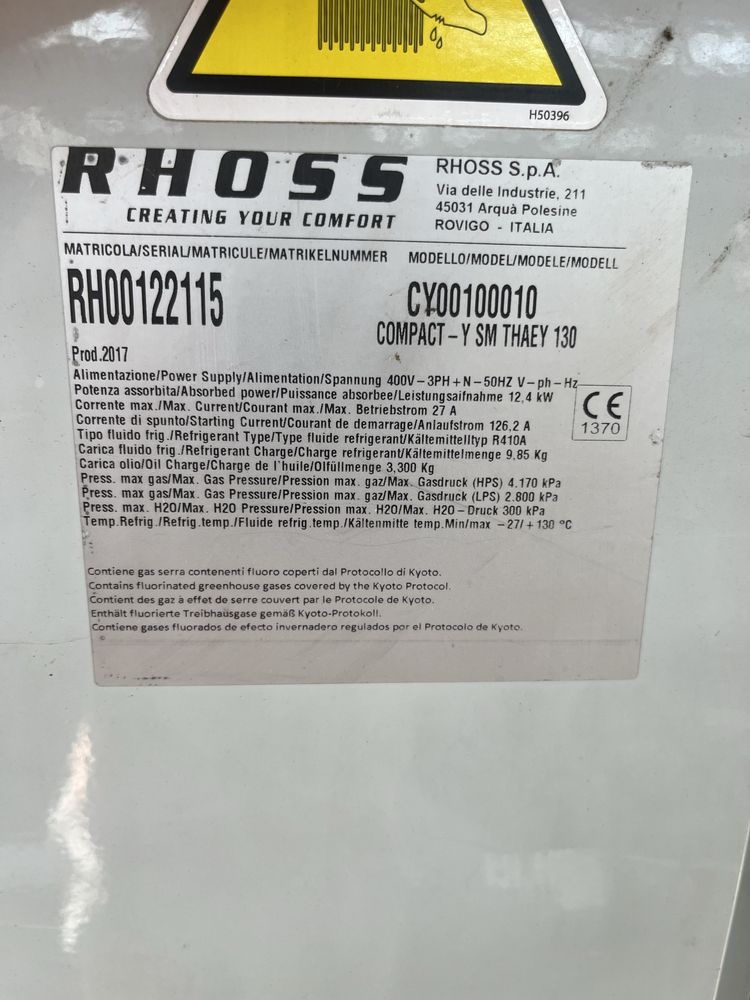 H50396
RHOSS
CREATING YOUR COMFORT
RHOSS S.p.A.
Via delle Industrie, 211
45031 Arquà Polesine
ROVIGO - ITALIA
MATRICOLA/SERIAL/MATRICULE/MATRIKELNUMMER
MODELLO/MODEL/MODELE/MODELL
RH00122115
CY00100010
COMPACT-Y SM THAEY 130
Prod.2017
Alimentazione/Power Supply/Alimentation/Spannung 400V-3PH+N-50HZ V-ph-Hz
Potenza assorbita/Absorbed power/Puissance absorbee/Leistungsaifnahme 12,4 kW
Corrente max./Max. Current/Courant max./Max. Betriebstrom 27 A
Corrente di spunto/Starting Current/Courant de demarrage/Anlaufstrom 126,2 A
Tipo fluido frig./Refrigerant Type/Type fluide refrigerant/Kältemittelltyp R410A
Carica fluido frig./Refrigerant Charge/Charge refrigerant/Kältemittelmenge 9,85 Kg
Carica olio/Oil Charge/Charge de l'huile/Olfüllmenge 3,300 Kg
Press. max gas/Max. Gas Pressure/Pression max. gaz/Max. Gasdruck (HPS) 4.170 kPa
Press. max gas/Max. Gas Pressure/Pression max. gaz/Max. Gasdruck (LPS) 2.800 kPa
Press. max H2O/Max. H2O Pressure/Pression max. H2O/Max. H2O-Druck 300 kPa
Temp.Refrig./Refrig.temp./Fluide refrig.temp./Kältenmitte temp.Min/max -27/+130 °C
CE
1370
Contiene gas serra contenenti fluoro coperti dal Protocollo di Kyoto.
Contains fluorinated greenhouse gases covered by the Kyoto Protocol.
Contient des gaz à effet de serre couvert par le Protocole de Kyoto.
Enthält fluorierte Treibhausgase gemäß Kyoto-Protokoll.
Contiene gases fluorados de efecto invernadero regulados por el Protocolo de Kyoto.